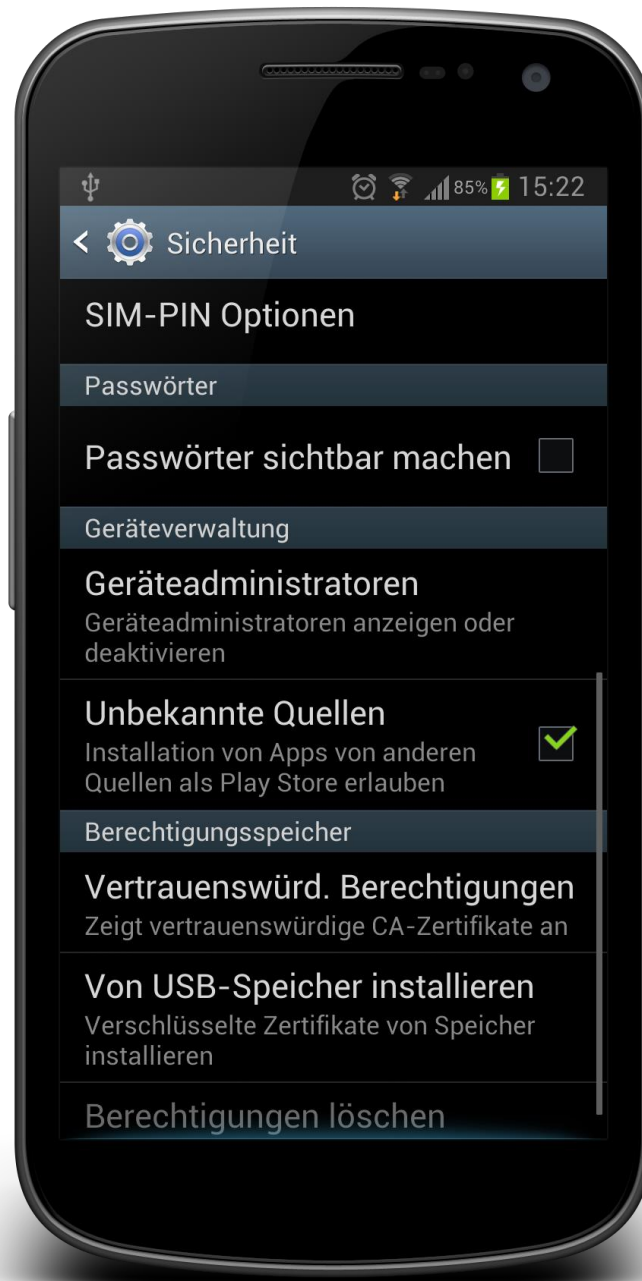 85% 15:22
Sicherheit
SIM-PIN Optionen
Passwörter
Passwörter sichtbar machen
Geräteverwaltung
Geräteadministratoren
Geräteadministratoren anzeigen oder
deaktivieren
Unbekannte Quellen
Installation von Apps von anderen
Quellen als Play Store erlauben
Berechtigungsspeicher
Vertrauenswürd. Berechtigungen
Zeigt vertrauenswürdige CA-Zertifikate an
Von USB-Speicher installieren
Verschlüsselte Zertifikate von Speicher
installieren
Berechtigungen löschen